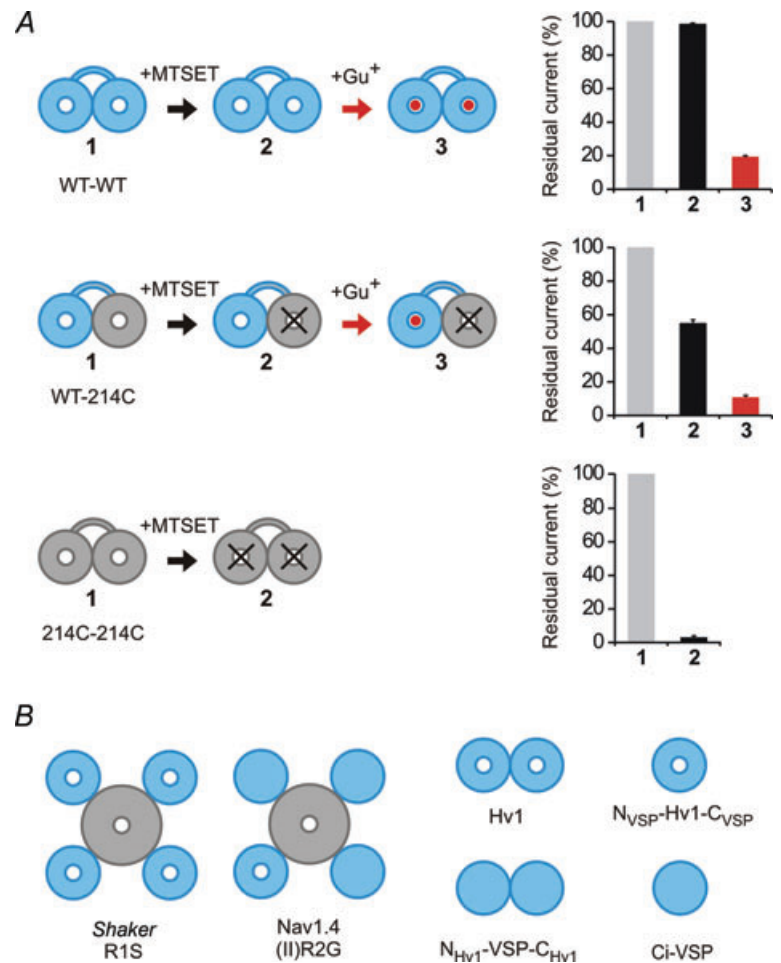 A
+MTSET
+Gu+
1
2
3
WT-WT
Residual current (%)
100
80
60
40
20
0
1
2
3
+MTSET
+Gu+
1
2
3
WT-214C
Residual current (%)
100
80
60
40
20
0
1
2
3
+MTSET
1
2
214C-214C
Residual current (%)
100
80
60
40
20
0
1
2
B
Shaker
R1S
Nav1.4
(II)R2G
Hv1
NVSP-Hv1-CVSP
NHv1-VSP-CHv1
Ci-VSP